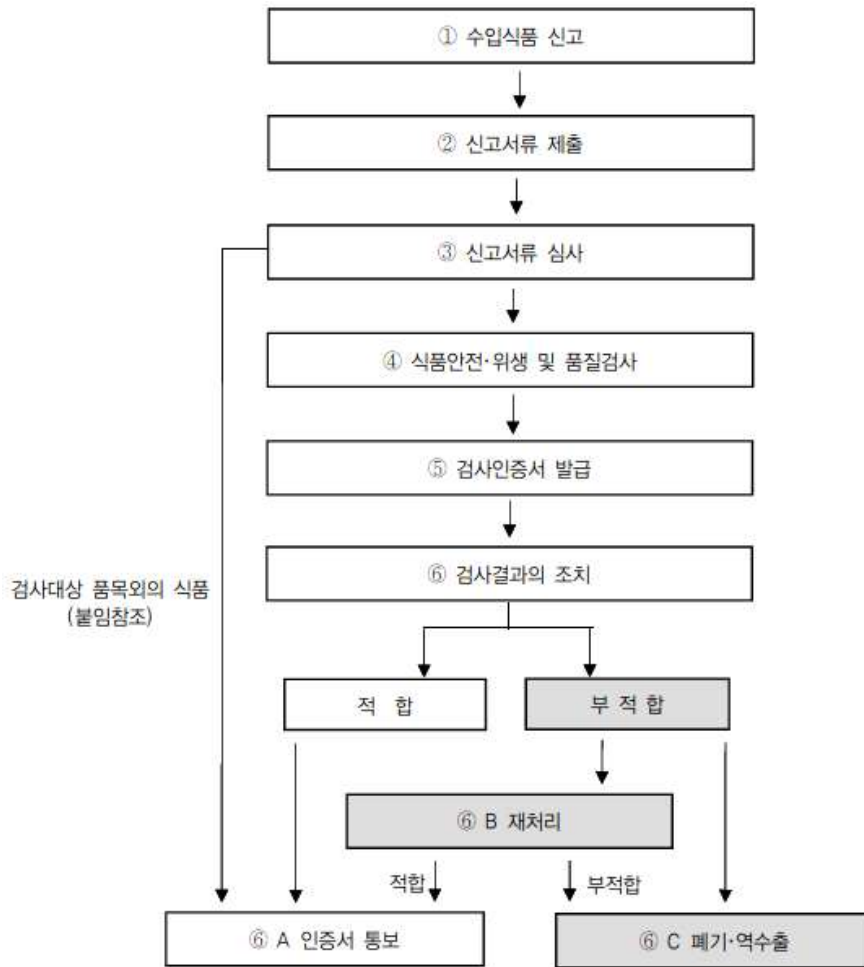 ① 수입식품 신고
② 신고서류 제출
③ 신고서류 심사
④ 식품안전·위생 및 품질검사
⑤ 검사인증서 발급
⑥ 검사결과의 조치
검사대상 품목외의 식품
(붙임참조)
적 합
부 적 합
⑥ B 재처리
적합
부적합
⑥ A 인증서 통보
⑥ C 폐기·역수출